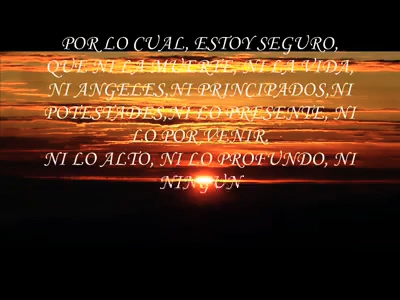 POR LO CUAL, ESTOY SEGURO,
QUE NI LA MUERTE, NI LA VIDA,
NI ANGELES,NI PRINCIPADOS,NI
POTESTADES,NI LO PRESENTE, NI
LO POR VENIR,
NI LO ALTO, NI LO PROFUNDO, NI
NINGUN